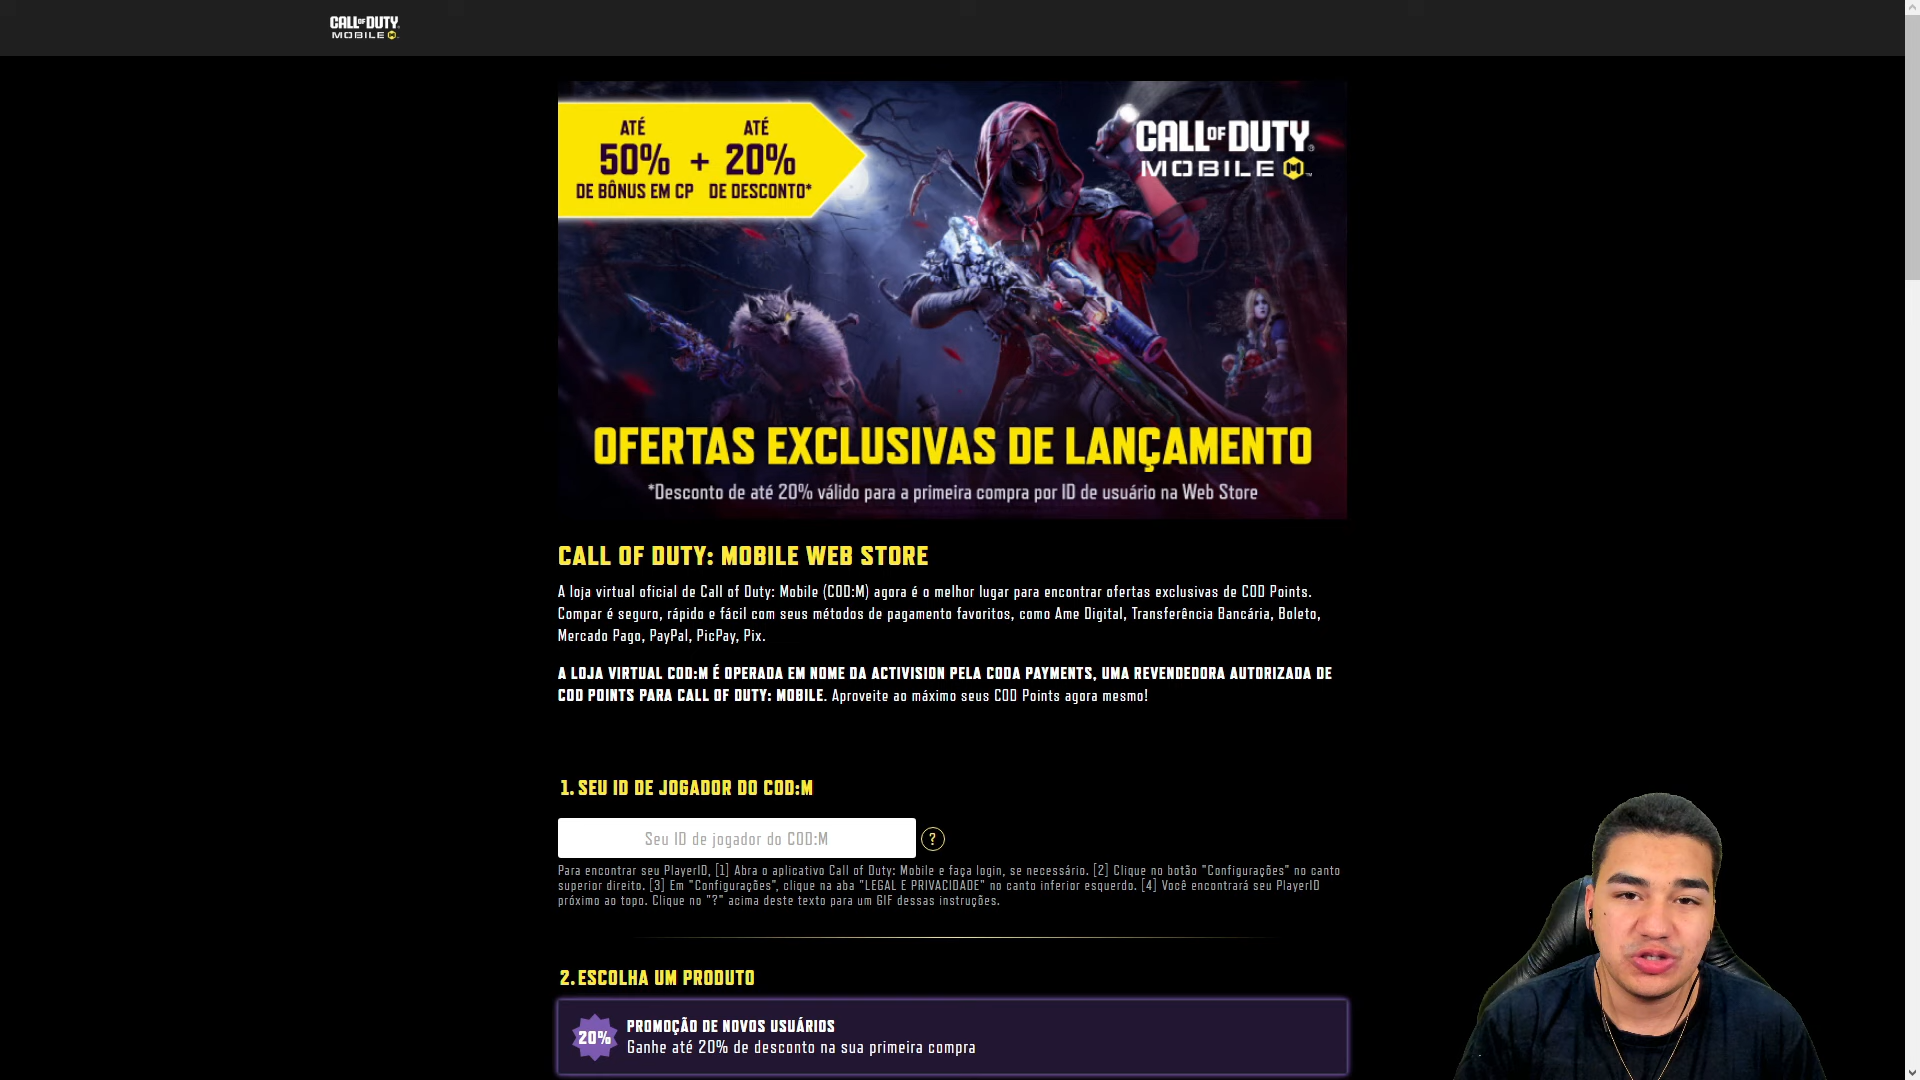 CALL OF DUTY
MOBILE
ATÉ
50%
DE BÔNUS EM CP
+
ATÉ
20%
DE DESCONTO*
CALL OF DUTY
MOBILE
OFERTAS EXCLUSIVAS DE LANÇAMENTO
*Desconto de até 20% válido para a primeira compra por ID de usuário na Web Store
CALL OF DUTY: MOBILE WEB STORE
A loja virtual oficial de Call of Duty: Mobile (COD:M) agora é o melhor lugar para encontrar ofertas exclusivas de COD Points.
Compar é seguro, rápido e fácil com seus métodos de pagamento favoritos, como Ame Digital, Transferência Bancária, Boleto,
Mercado Pago, PayPal, PicPay, Pix.
A LOJA VIRTUAL COD:M É OPERADA EM NOME DA ACTIVISION PELA CODA PAYMENTS, UMA REVENDEDORA AUTORIZADA DE
COD POINTS PARA CALL OF DUTY: MOBILE. Aproveite ao máximo seus COD Points agora mesmo!
1. SEU ID DE JOGADOR DO COD:M
Seu ID de jogador do COD:M
?
Para encontrar seu PlayerID, [1] Abra o aplicativo Call of Duty: Mobile e faça login, se necessário. [2] Clique no botão "Configurações" no canto
superior direito. [3] Em "Configurações", clique na aba "LEGAL E PRIVACIDADE" no canto inferior esquerdo. [4] Você encontrará seu PlayerID
próximo ao topo. Clique no "?" acima deste texto para um GIF dessas instruções.
2. ESCOLHA UM PRODUTO
20%
PROMOÇÃO DE NOVOS USUÁRIOS
Ganhe até 20% de desconto na sua primeira compra